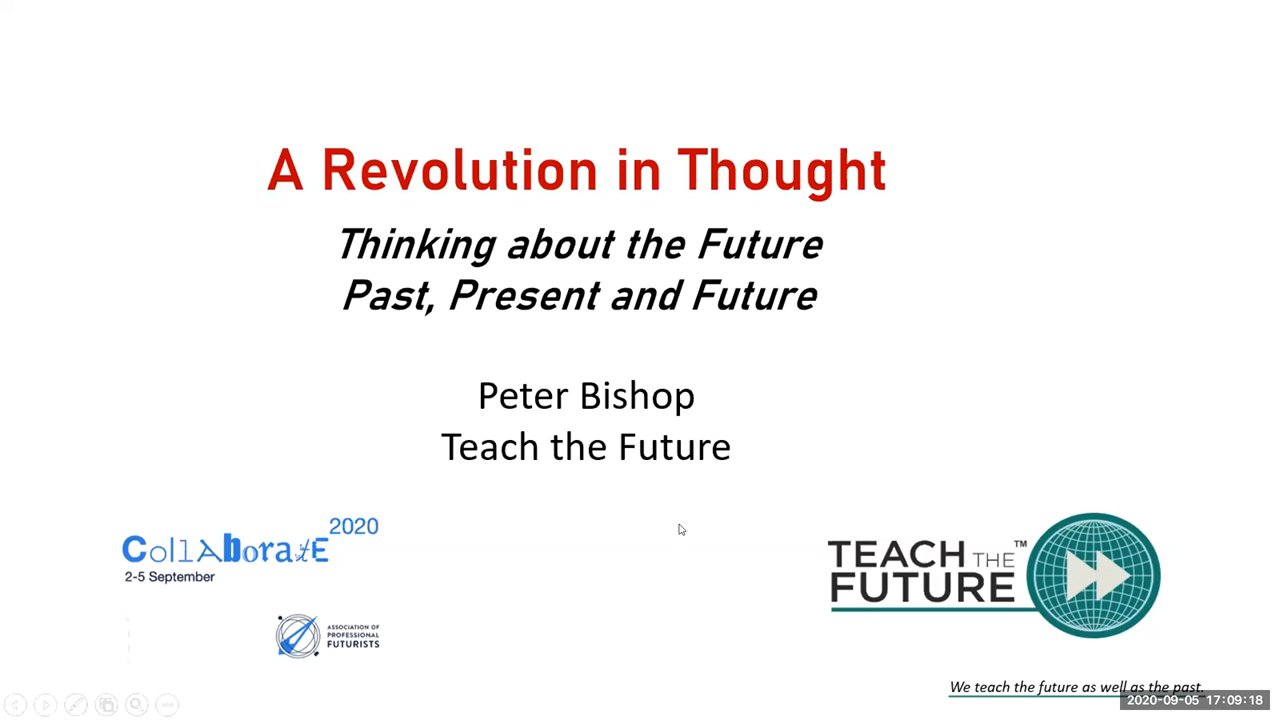 A Revolution in Thought
Thinking about the Future
Past, Present and Future
Peter Bishop
Teach the Future
CollAboratE 2020
2-5 September
ASSOCIATION OF
PROFESSIONAL
FUTURISTS
TEACH THE™
FUTURE
We teach the future as well as the past.
2020-09-05 17:09:18